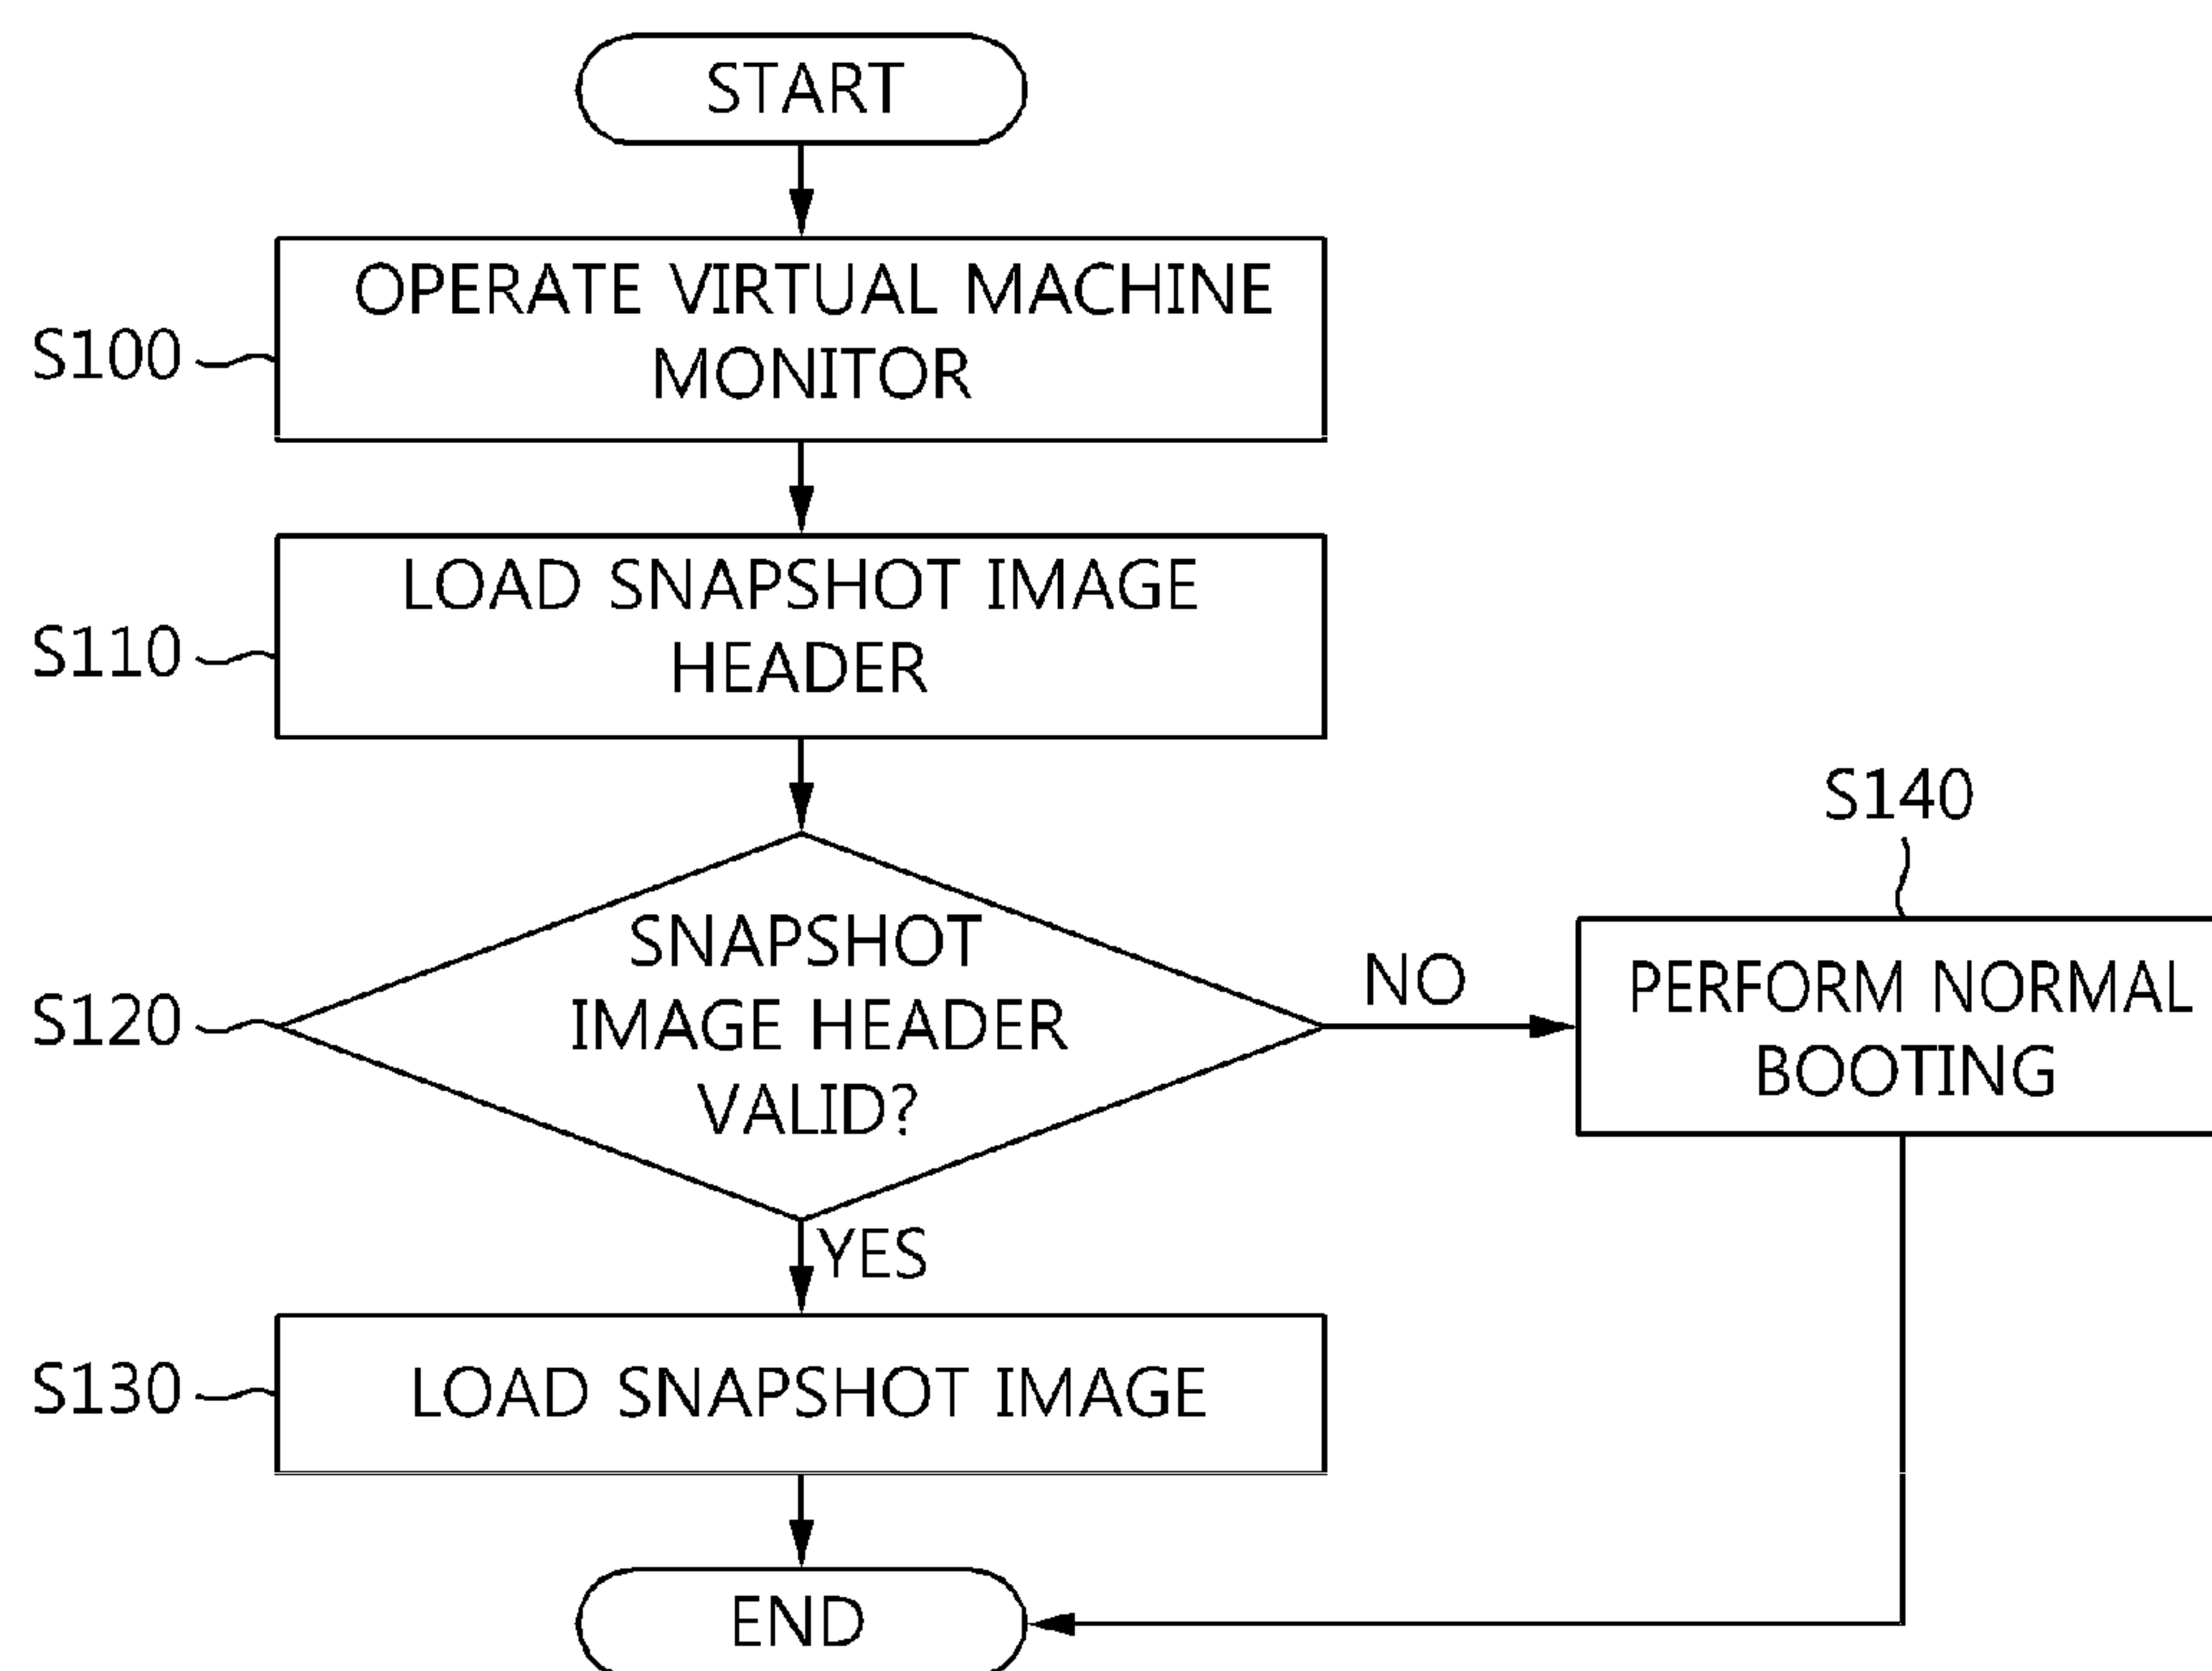 START
OPERATE VIRTUAL MACHINE
MONITOR
S100
LOAD SNAPSHOT IMAGE
HEADER
S110
SNAPSHOT
IMAGE HEADER
VALID?
S120
NO
S140
PERFORM NORMAL
BOOTING
YES
S130
LOAD SNAPSHOT IMAGE
END